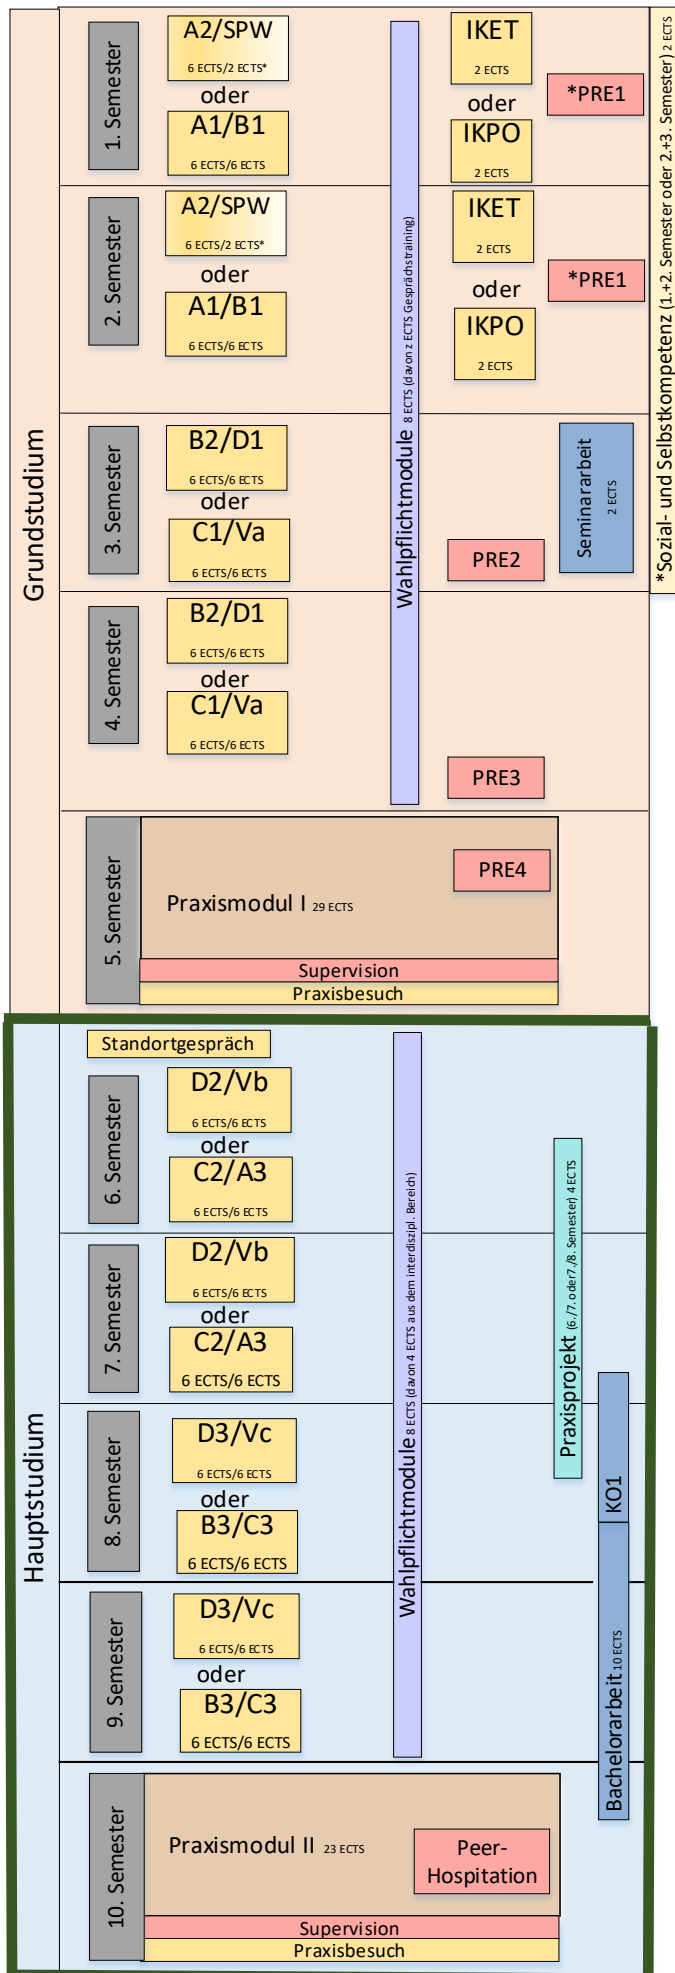 Grundstudium
*Sozial- und Selbstkompetenz (1.+2. Semester oder 2.+3. Semester) 2 ECTS
Wahlpflichtmodule 8 ECTS (davon z ECTS Gesprächstraining)
1. Semester
A2/SPW
6 ECTS/2 ECTS*
oder
A1/B1
6 ECTS/6 ECTS
IKET
2 ECTS
oder
IKPO
2 ECTS
*PRE1
2. Semester
A2/SPW
6 ECTS/2 ECTS*
oder
A1/B1
6 ECTS/6 ECTS
IKET
2 ECTS
oder
IKPO
2 ECTS
*PRE1
3. Semester
B2/D1
6 ECTS/6 ECTS
oder
C1/Va
6 ECTS/6 ECTS
PRE2
Seminararbeit
2 ECTS
4. Semester
B2/D1
6 ECTS/6 ECTS
oder
C1/Va
6 ECTS/6 ECTS
PRE3
5. Semester
Praxismodul I 29 ECTS
PRE4
Supervision
Praxisbesuch
Hauptstudium
Standortgespräch
Wahlpflichtmodule 8 ECTS (davon 4 ECTS aus dem interdiszipl. Bereich)
6. Semester
D2/Vb
6 ECTS/6 ECTS
oder
C2/A3
6 ECTS/6 ECTS
Praxisprojekt (6./7. oder7./8. Semester) 4 ECTS
7. Semester
D2/Vb
6 ECTS/6 ECTS
oder
C2/A3
6 ECTS/6 ECTS
8. Semester
D3/Vc
6 ECTS/6 ECTS
oder
B3/C3
6 ECTS/6 ECTS
KO1
9. Semester
D3/Vc
6 ECTS/6 ECTS
oder
B3/C3
6 ECTS/6 ECTS
Bachelorarbeit 10 ECTS
10. Semester
Praxismodul II 23 ECTS
Peer-
Hospitation
Supervision
Praxisbesuch